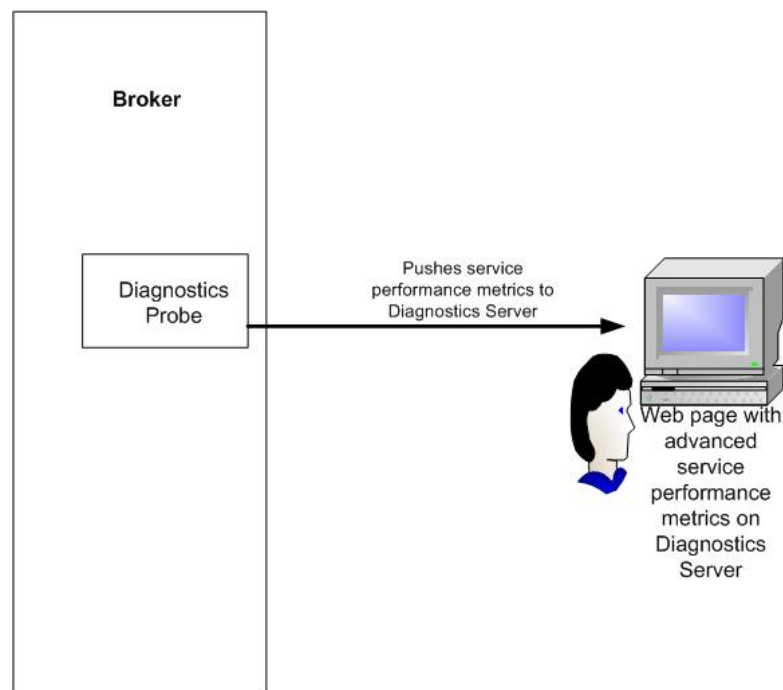 Broker
Diagnostics
Probe
Pushes service
performance metrics to
Diagnostics Server
Web page with
advanced
service
performance
metrics on
Diagnostics
Server